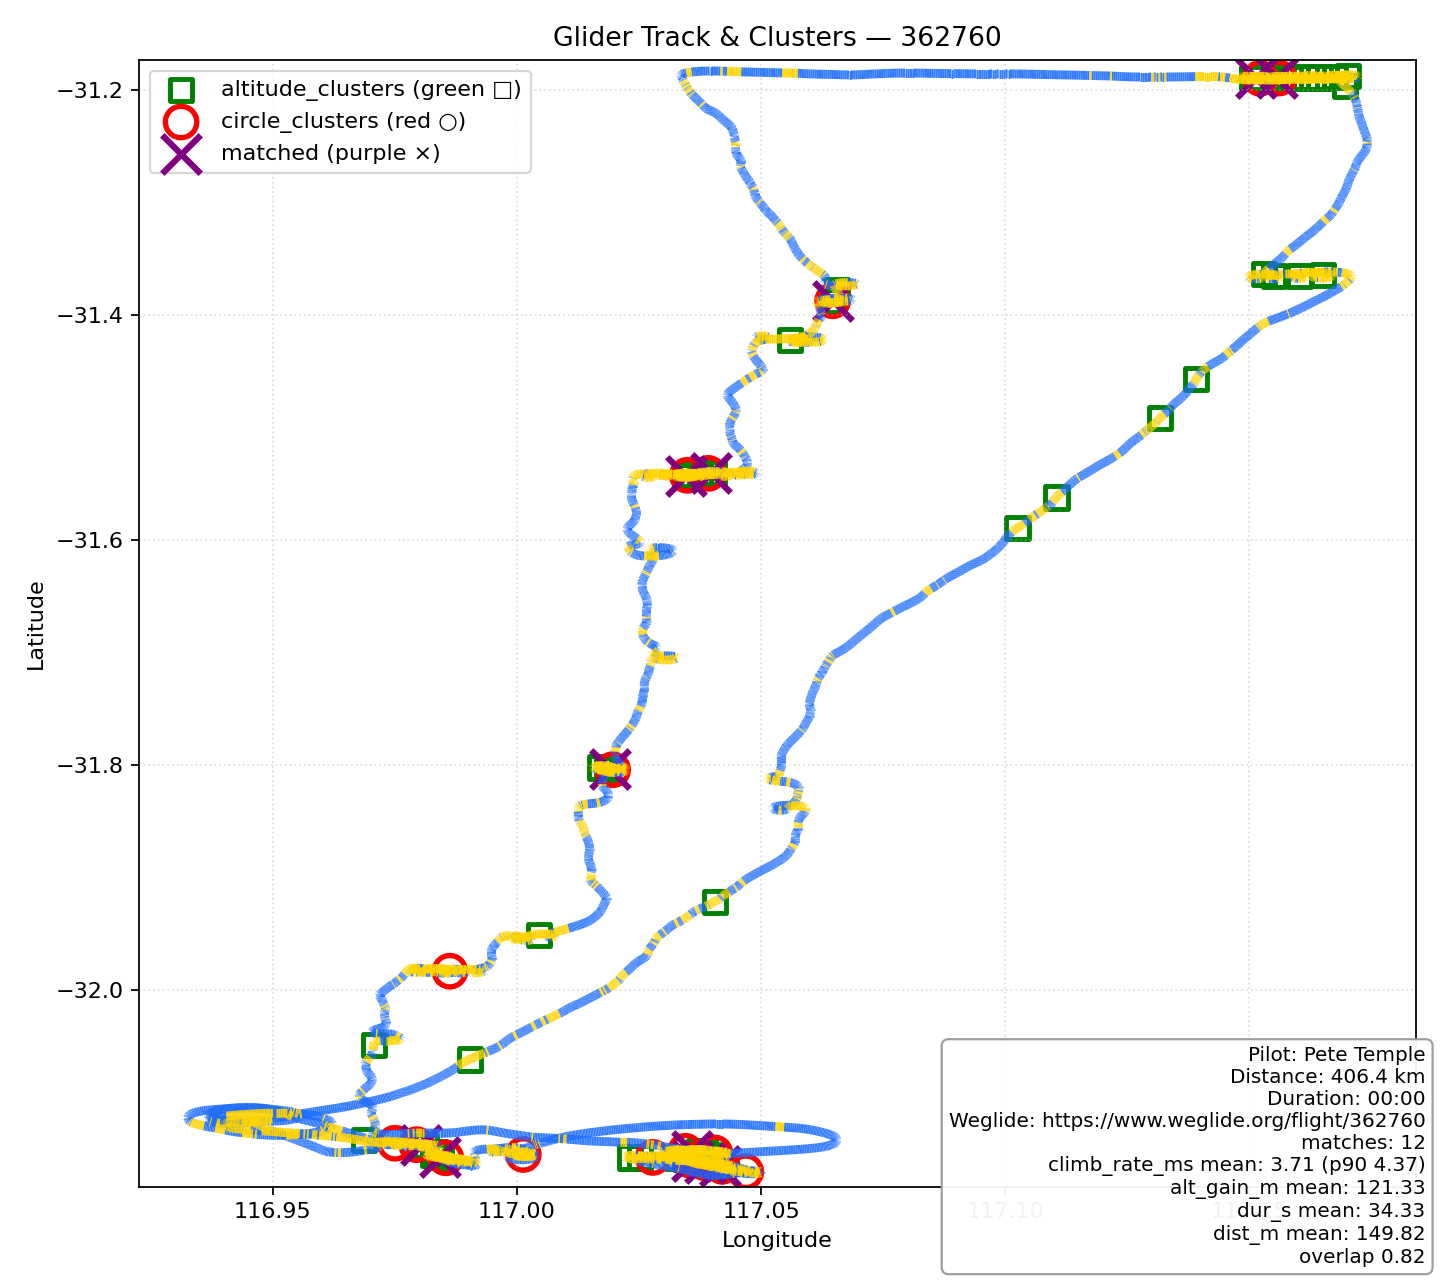 Glider Track & Clusters — 362760
altitude_clusters (green □)
circle_clusters (red ○)
matched (purple ×)
−31.2
−31.4
−31.6
−31.8
−32.0
Latitude
116.95
117.00
117.05
117.10
Longitude
Pilot: Pete Temple
Distance: 406.4 km
Duration: 00:00
Weglide: https://www.weglide.org/flight/362760
matches: 12
climb_rate_ms mean: 3.71 (p90 4.37)
alt_gain_m mean: 121.33
dur_s mean: 34.33
dist_m mean: 149.82
overlap 0.82